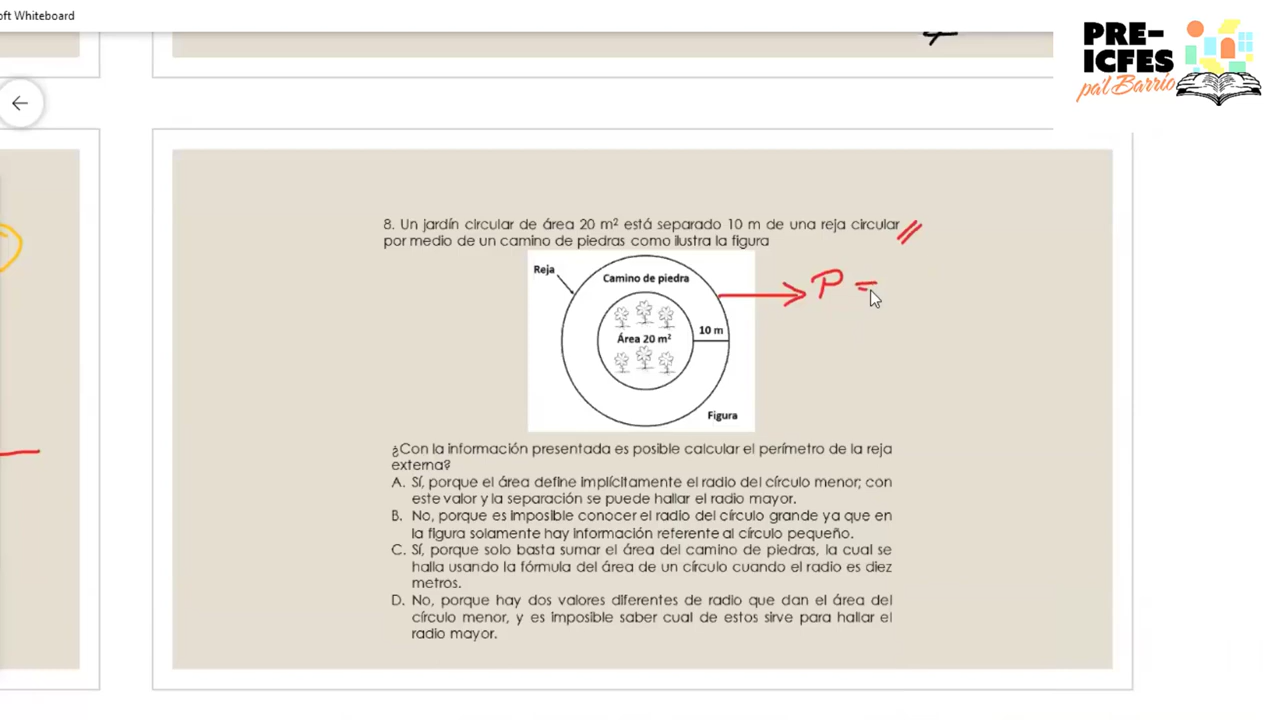 oft Whiteboard
PRE-
ICFES
pa'l Barrio
8. Un jardín circular de área 20 m² está separado 10 m de una reja circular
por medio de un camino de piedras como ilustra la figura
Reja
Camino de piedra
P =
10 m
Área 20 m²
Figura
¿Con la información presentada es posible calcular el perímetro de la reja
externa?
A. Sí, porque el área define implícitamente el radio del círculo menor; con
este valor y la separación se puede hallar el radio mayor.
B. No, porque es imposible conocer el radio del círculo grande ya que en
la figura solamente hay información referente al círculo pequeño.
C. Sí, porque solo basta sumar el área del camino de piedras, la cual se
halla usando la fórmula del área de un círculo cuando el radio es diez
metros.
D. No, porque hay dos valores diferentes de radio que dan el área del
círculo menor, y es imposible saber cual de estos sirve para hallar el
radio mayor.